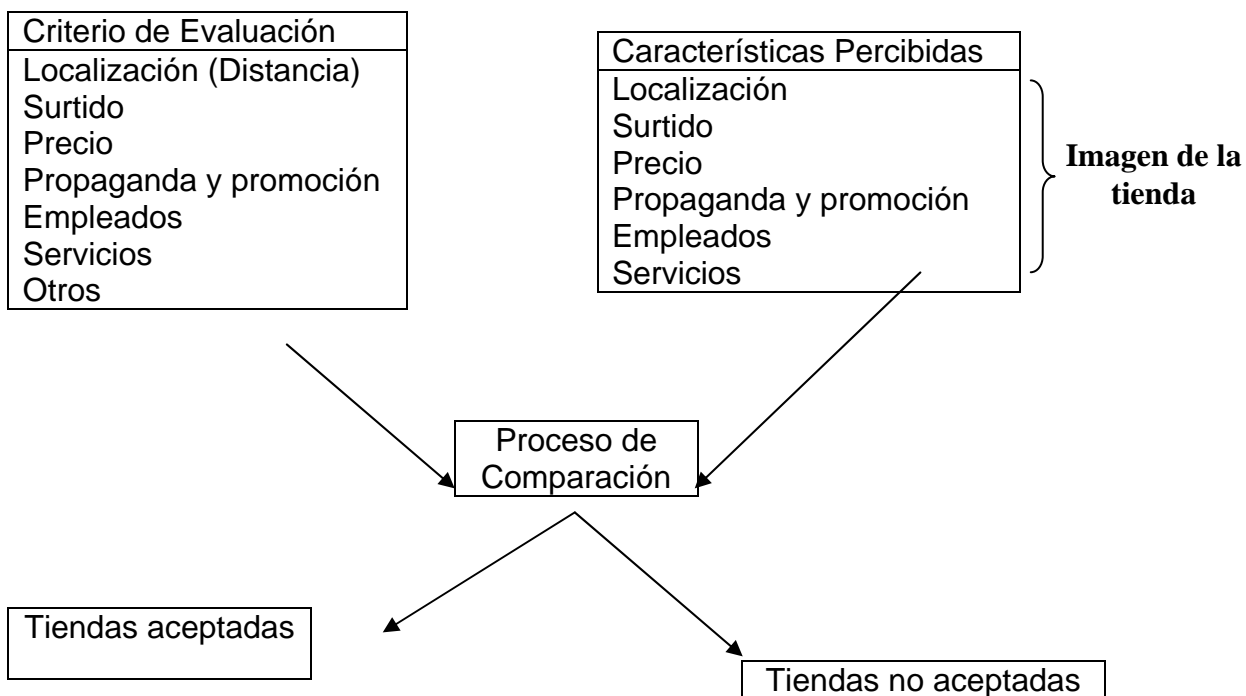 Criterio de Evaluación
Localización (Distancia)
Surtido
Precio
Propaganda y promoción
Empleados
Servicios
Otros
Características Percibidas
Localización
Surtido
Precio
Propaganda y promoción
Empleados
Servicios
Imagen de la
tienda
Proceso de
Comparación
Tiendas aceptadas
Tiendas no aceptadas